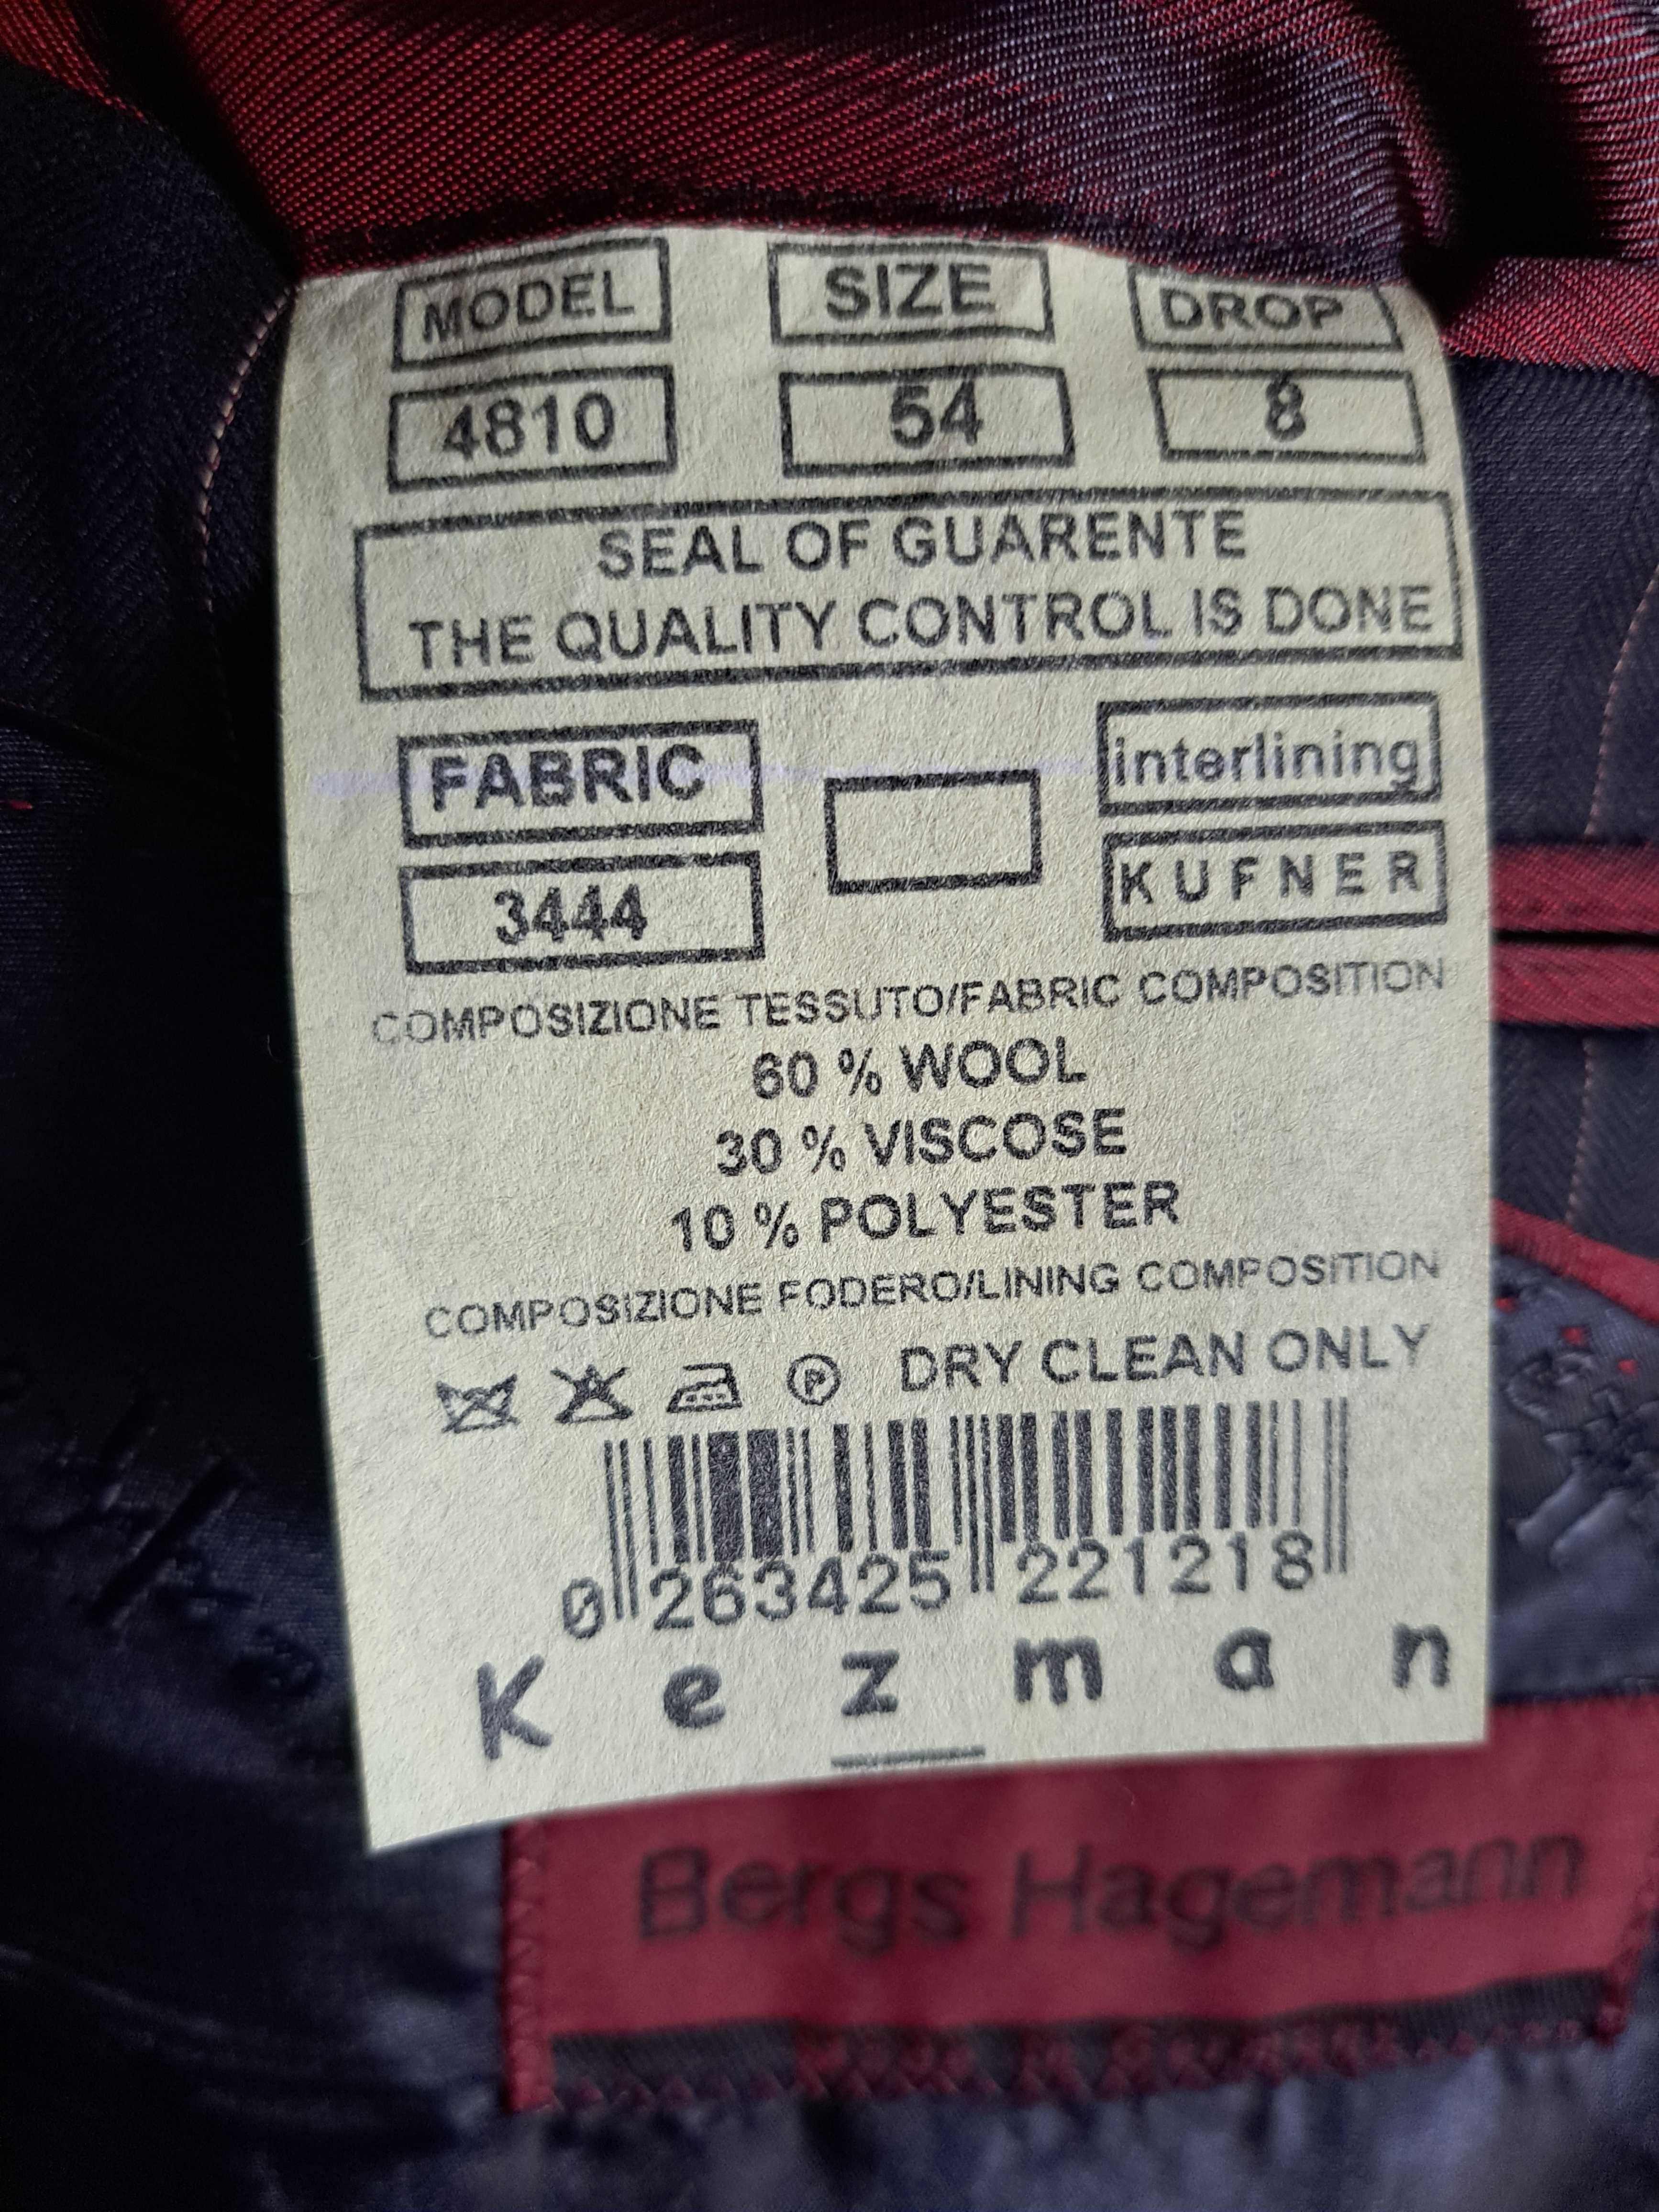 MODEL SIZE DROP
4810 54 8
SEAL OF GUARENTE
THE QUALITY CONTROL IS DONE
FABRIC interlining
3444 KUFNER
COMPOSIZIONE TESSUTO/FABRIC COMPOSITION
60 % WOOL
30 % VISCOSE
10 % POLYESTER
COMPOSIZIONE FODERO/LINING COMPOSITION
P DRY CLEAN ONLY
0 263425 221218
Kezman
Bergs Hagemann